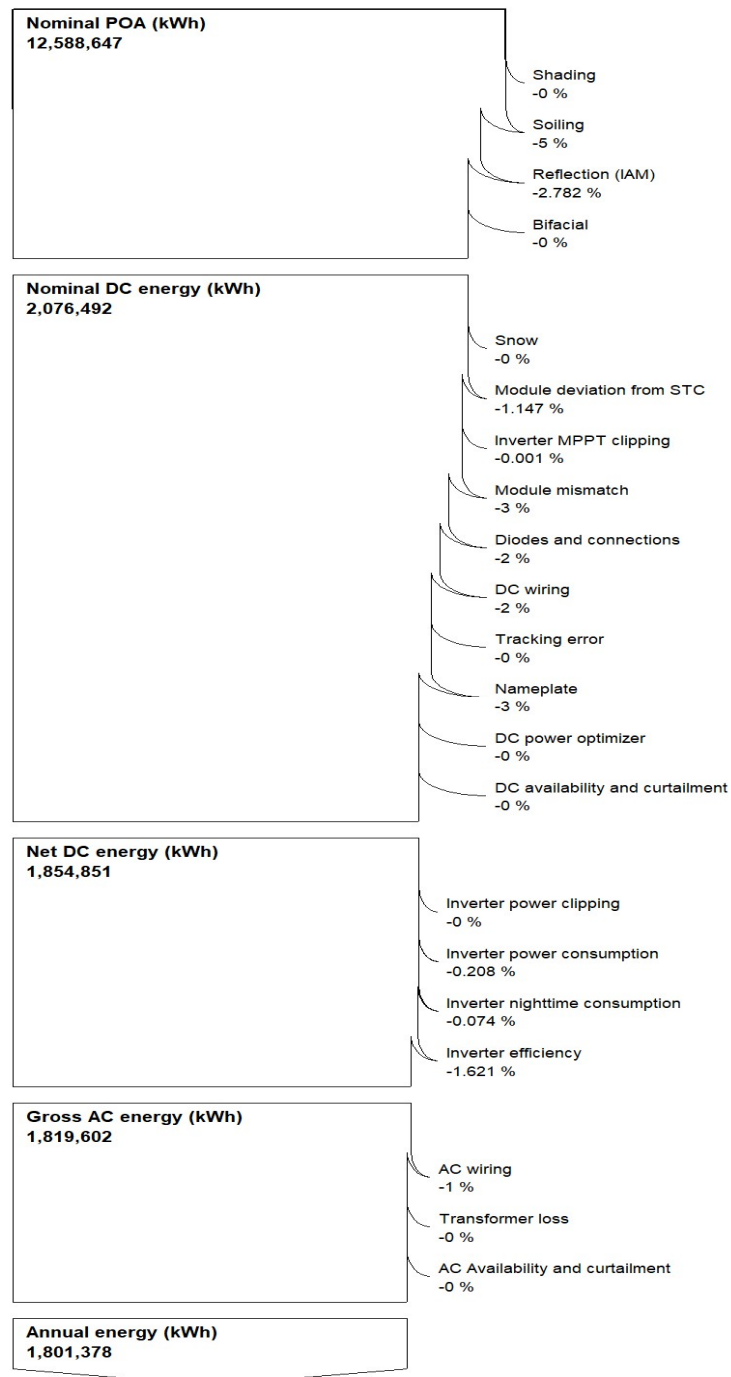 Nominal POA (kWh)
12,588,647
Shading
-0 %
Soiling
-5 %
Reflection (IAM)
-2.782 %
Bifacial
-0 %
Nominal DC energy (kWh)
2,076,492
Snow
-0 %
Module deviation from STC
-1.147 %
Inverter MPPT clipping
-0.001 %
Module mismatch
-3 %
Diodes and connections
-2 %
DC wiring
-2 %
Tracking error
-0 %
Nameplate
-3 %
DC power optimizer
-0 %
DC availability and curtailment
-0 %
Net DC energy (kWh)
1,854,851
Inverter power clipping
-0 %
Inverter power consumption
-0.208 %
Inverter nighttime consumption
-0.074 %
Inverter efficiency
-1.621 %
Gross AC energy (kWh)
1,819,602
AC wiring
-1 %
Transformer loss
-0 %
AC Availability and curtailment
-0 %
Annual energy (kWh)
1,801,378